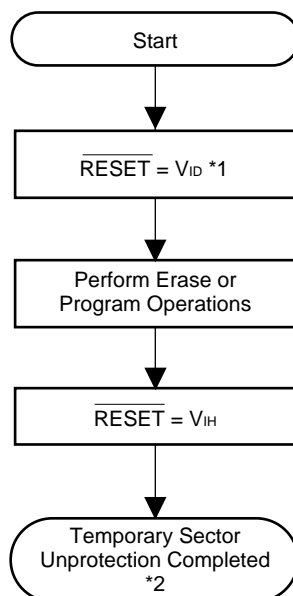 Start
RESET = VID *1
Perform Erase or
Program Operations
RESET = VIH
Temporary Sector
Unprotection Completed
*2